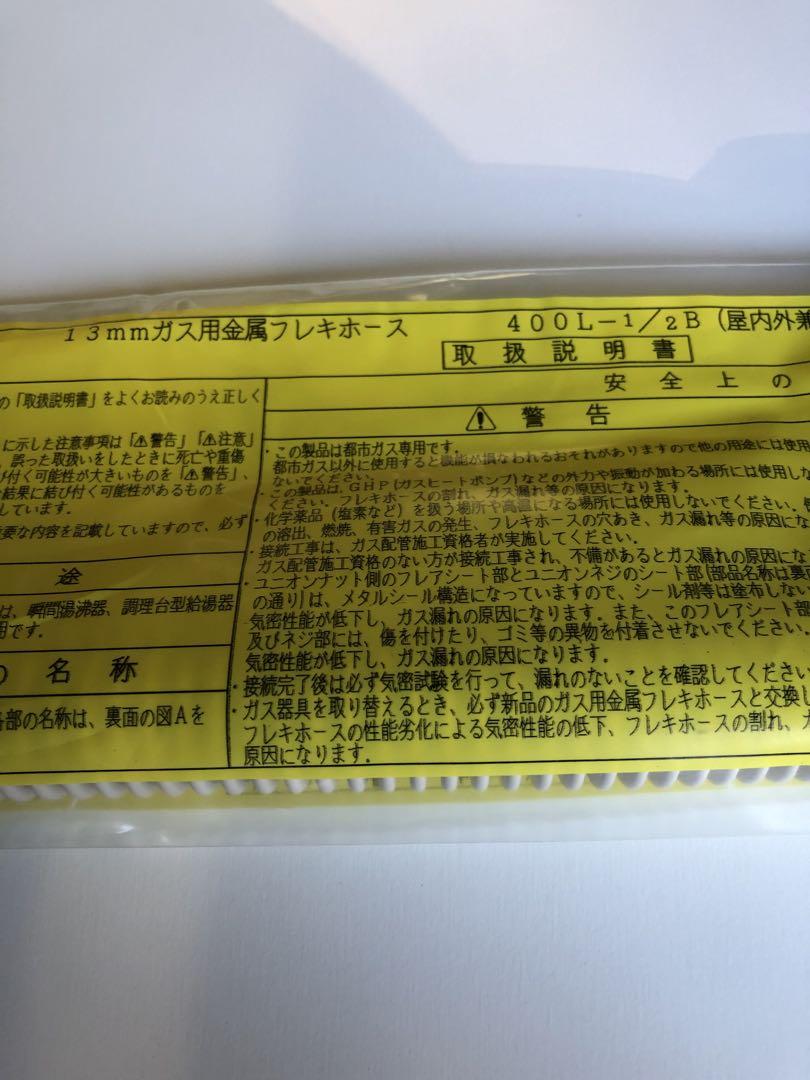 13mmガス用金属フレキホース 400L-1/2B (屋内外兼
取扱説明書
の「取扱説明書」をよくお読みのうえ正しく
に示した注意事項は「⚠警告」「⚠注意」
、誤った取扱いをしたときに死亡や重傷
び付く可能性が大きいものを「⚠警告」、
結果に結び付く可能性があるものを
しています。
重要な内容を記載していますので、必ず
途
は、瞬間湯沸器、調理台型給湯器
用です。
の名称
各部の名称は、裏面の図Aを
安全上の
⚠警告
・この製品は都市ガス専用です。
都市ガス以外に使用すると機能が損なわれるおそれがありますので他の用途には使用し
ないでください。
・この製品は、GHP(ガスヒートポンプ)などの外力や振動が加わる場所には使用しな
ください。フレキホースの割れ、ガス漏れ等の原因になります。
・化学薬品(塩素など)を扱う場所や高温になる場所には使用しないでください。
の溶出、燃焼、有害ガスの発生、フレキホースの穴あき、ガス漏れ等の原因にな
・接続工事は、ガス配管施工資格者が実施してください。
ガス配管施工資格のない方が接続工事され、不備があるとガス漏れの原因にな
・ユニオンナット側のフレアシート部とユニオンネジのシート部(部品名称は裏面
の通り)は、メタルシール構造になっていますので、シール剤等は塗布しない
気密性能が低下し、ガス漏れの原因になります。また、このフレアシート部
及びネジ部には、傷を付けたり、ゴミ等の異物を付着させないでください、
気密性能が低下し、ガス漏れの原因になります。
・接続完了後は必ず気密試験を行って、漏れのないことを確認してください
・ガス器具を取り替えるとき、必ず新品のガス用金属フレキホースと交換し
フレキホースの性能劣化による気密性能の低下、フレキホースの割れ、ガ
原因になります。